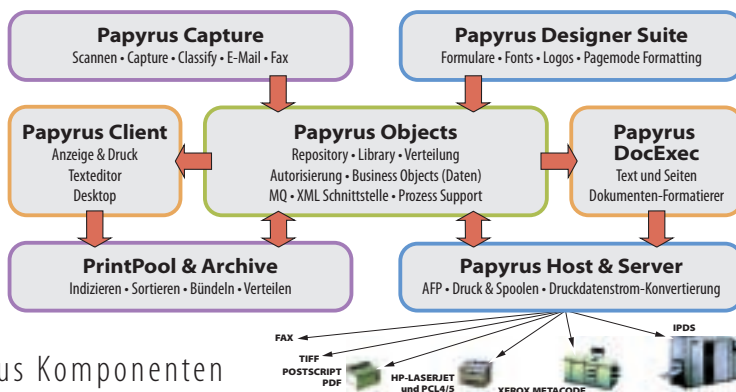 Papyrus Capture
Scannen • Capture • Classify • E-Mail • Fax
Papyrus Designer Suite
Formulare • Fonts • Logos • Pagemode Formatting
Papyrus Client
Anzeige & Druck
Texteditor
Desktop
Papyrus Objects
Repository • Library • Verteilung
Autorisierung • Business Objects (Daten)
MQ • XML Schnittstelle • Prozess Support
Papyrus
DocExec
Text und Seiten
Dokumenten-Formatierer
PrintPool & Archive
Indizieren • Sortieren • Bündeln • Verteilen
Papyrus Host & Server
AFP • Druck & Spoolen • Druckdatenstrom-Konvertierung
FAX
TIFF
POSTSCRIPT
PDF
HP-LASERJET
und PCL4/5
XEROX METACODE
IPDS
us Komponenten